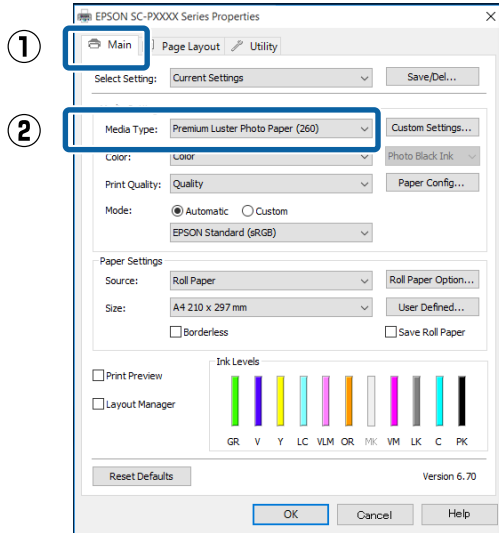 EPSON SC-PXXXX Series Properties
① Main Page Layout Utility
Select Setting: Current Settings Save/Del...
② Media Type: Premium Luster Photo Paper (260) Custom Settings...
Color: Color Photo Black Ink
Print Quality: Quality Paper Config...
Mode: Automatic Custom
EPSON Standard (sRGB)
Paper Settings
Source: Roll Paper Roll Paper Option...
Size: A4 210 x 297 mm User Defined...
Borderless Save Roll Paper
Ink Levels
Print Preview
Layout Manager
GR V Y LC VLM OR MK VM LK C PK
Reset Defaults Version 6.70
OK Cancel Help